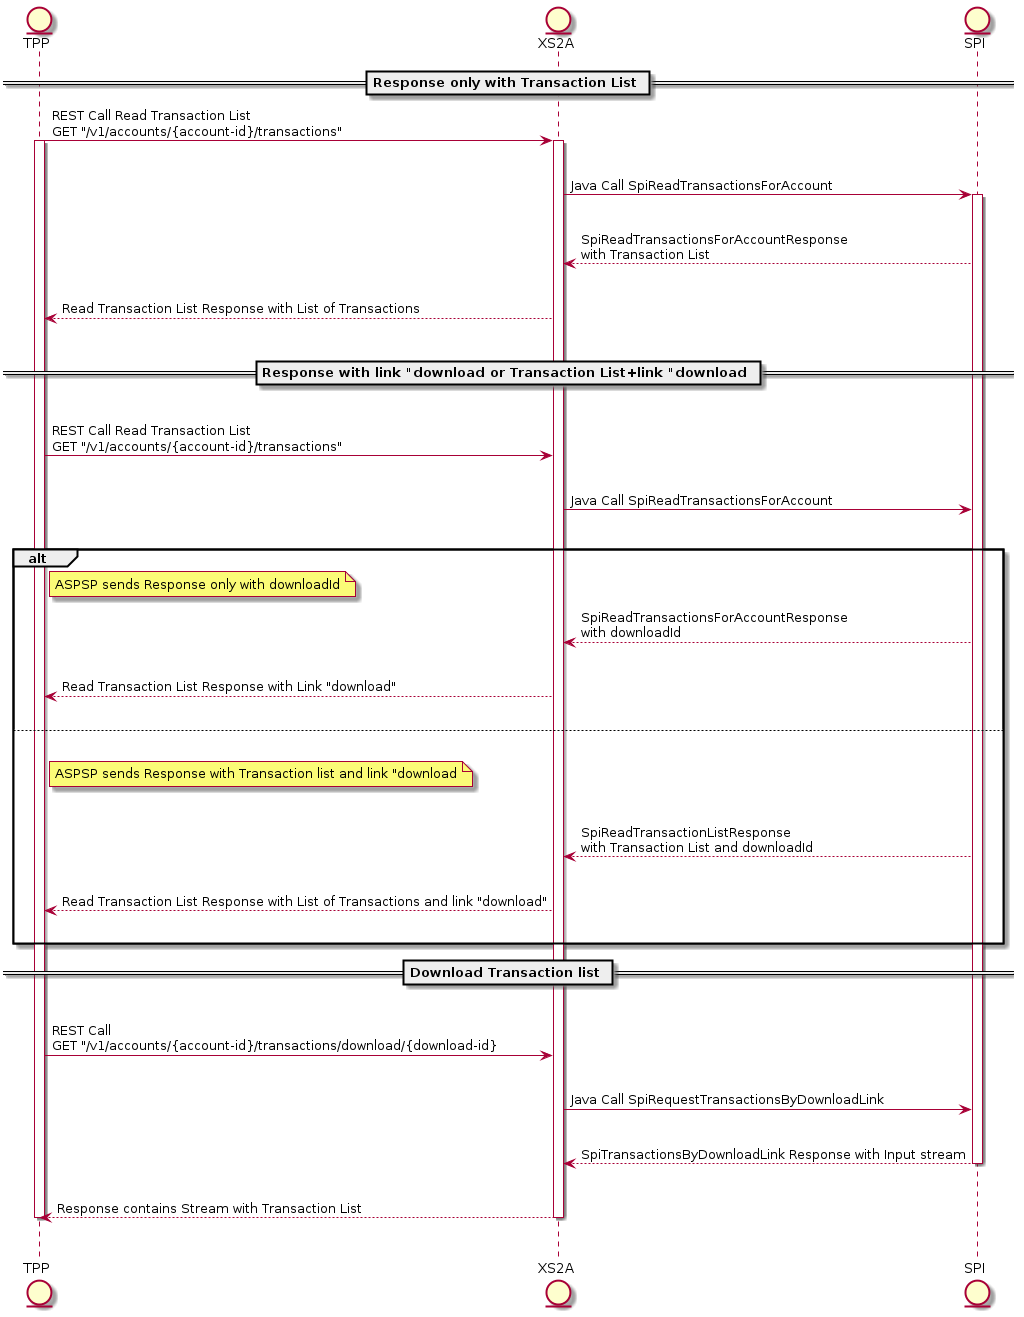 TPP
XS2A
SPI
Response only with Transaction List
REST Call Read Transaction List
GET "/v1/accounts/{account-id}/transactions"
Java Call SpiReadTransactionsForAccount
SpiReadTransactionsForAccountResponse
with Transaction List
Read Transaction List Response with List of Transactions
Response with link "download or Transaction List+link "download
REST Call Read Transaction List
GET "/v1/accounts/{account-id}/transactions"
Java Call SpiReadTransactionsForAccount
alt
ASPSP sends Response only with downloadId
SpiReadTransactionsForAccountResponse
with downloadId
Read Transaction List Response with Link "download"
ASPSP sends Response with Transaction list and link "download
SpiReadTransactionListResponse
with Transaction List and downloadId
Read Transaction List Response with List of Transactions and link "download"
Download Transaction list
REST Call
GET "/v1/accounts/{account-id}/transactions/download/{download-id}
Java Call SpiRequestTransactionsByDownloadLink
SpiTransactionsByDownloadLink Response with Input stream
Response contains Stream with Transaction List
TPP
XS2A
SPI